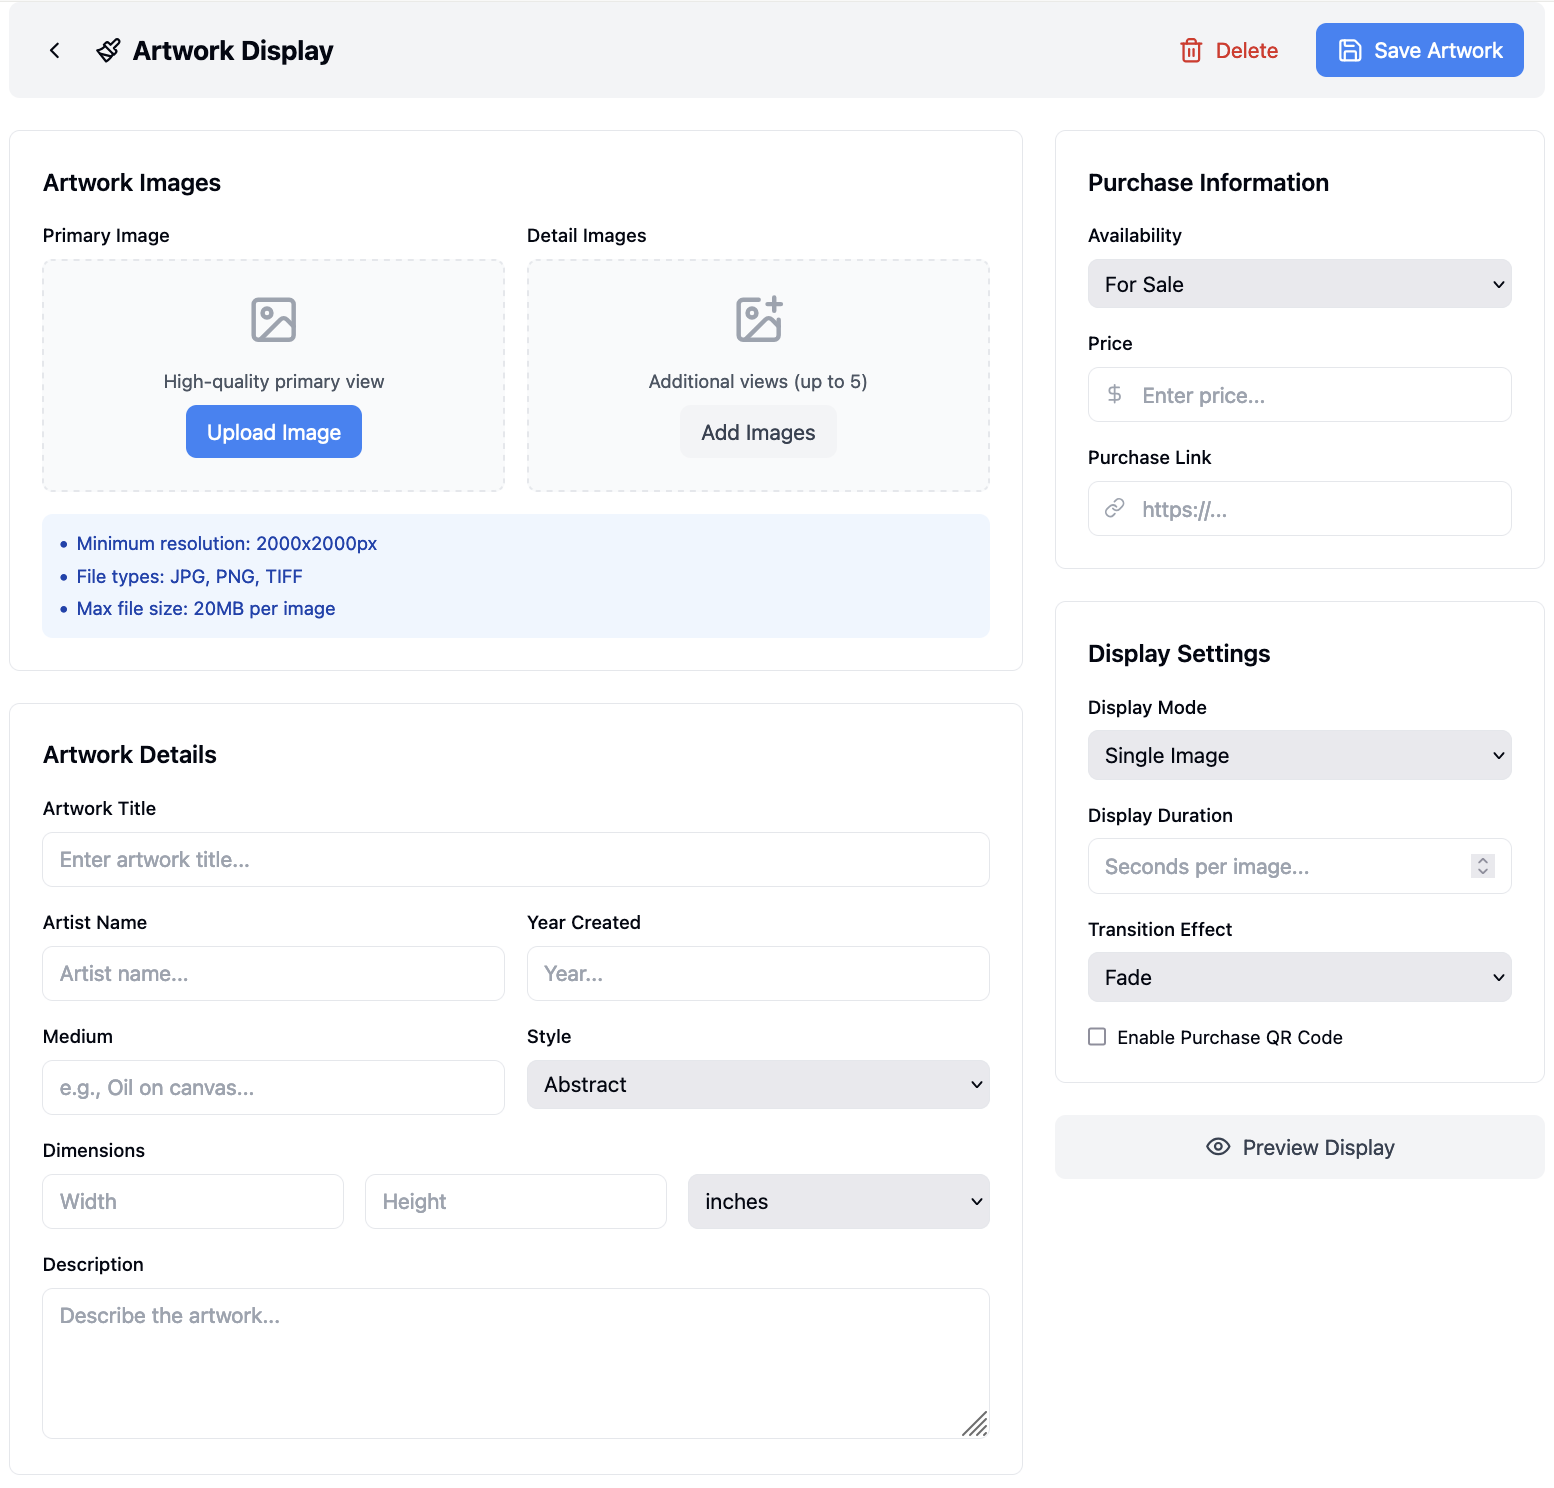 Artwork Display
Delete
Save Artwork
Artwork Images
Primary Image
Detail Images
High-quality primary view
Upload Image
Additional views (up to 5)
Add Images
• Minimum resolution: 2000x2000px
• File types: JPG, PNG, TIFF
• Max file size: 20MB per image
Artwork Details
Artwork Title
Enter artwork title...
Artist Name
Year Created
Artist name...
Year...
Medium
Style
e.g., Oil on canvas...
Abstract
Dimensions
Width
Height
inches
Description
Describe the artwork...
Purchase Information
Availability
For Sale
Price
$ Enter price...
Purchase Link
https://...
Display Settings
Display Mode
Single Image
Display Duration
Seconds per image...
Transition Effect
Fade
Enable Purchase QR Code
Preview Display